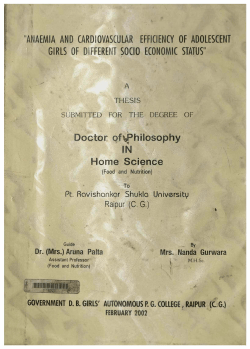 "ANAEMIA AND CARDIOVASCULAR EFFICIENCY OF ADOLESCENT
GIRLS OF DIFFERENT SOCIO ECONOMIC STATUS"
A
THESIS
SUBMITTED FOR THE DEGREE OF
Doctor of Philosophy
IN
Home Science
(Food and Nutrition)
To
Pt. Ravishankar Shukla University
Raipur (C. G.)
Guide
Dr. (Mrs.) Aruna Palta
Assistant Professor
(Food and Nutrition)
By
Mrs. Nanda Gurwara
M.H.Sc.
GOVERNMENT D. B. GIRLS' AUTONOMOUS P. G. COLLEGE, RAIPUR (C. G.)
FEBRUARY 2002